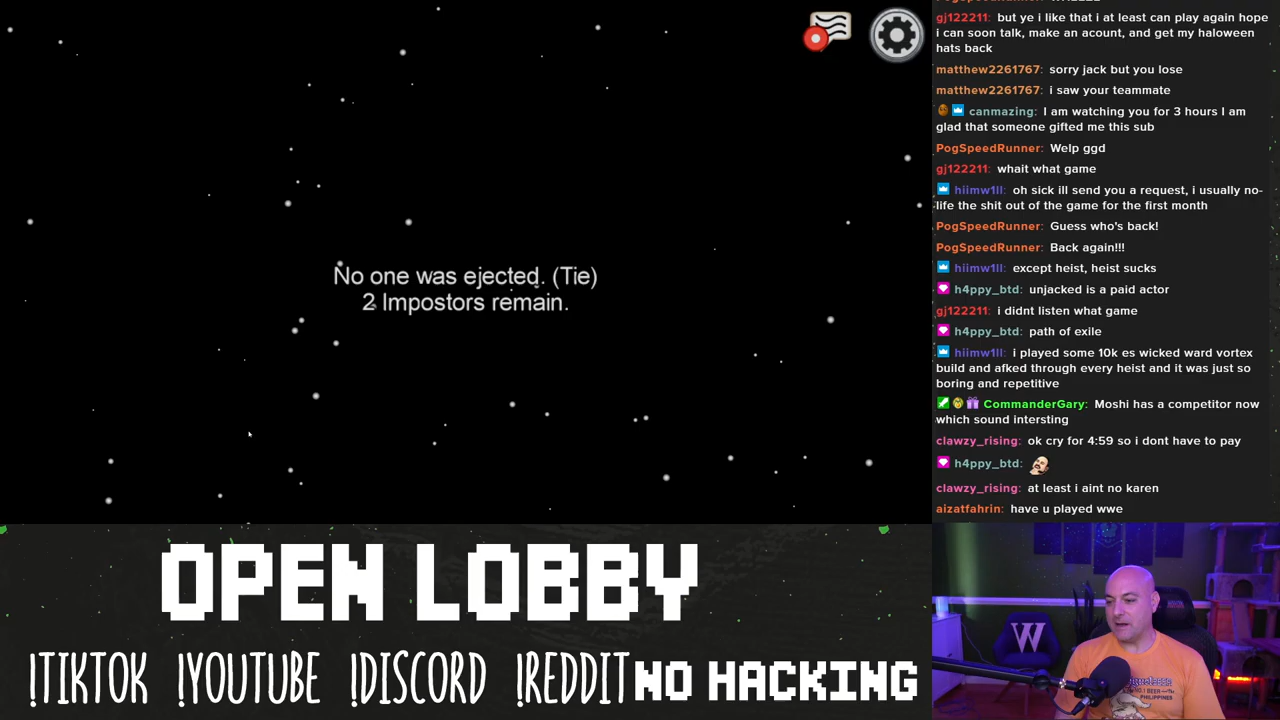 No one was ejected. (Tie)
2 Impostors remain.
PogSpeedRunner:
gj122211: but ye i like that i at least can play again hope
i can soon talk, make an acount, and get my haloween
hats back
matthew2261767: sorry jack but you lose
matthew2261767: i saw your teammate
canmazing: I am watching you for 3 hours I am
glad that someone gifted me this sub
PogSpeedRunner: Welp ggd
gj122211: whait what game
hiimw1ll: oh sick ill send you a request, i usually no-
life the shit out of the game for the first month
PogSpeedRunner: Guess who's back!
PogSpeedRunner: Back again!!!
hiimw1ll: except heist, heist sucks
h4ppy_btd: unjacked is a paid actor
gj122211: i didnt listen what game
h4ppy_btd: path of exile
hiimw1ll: i played some 10k es wicked ward vortex
build and afked through every heist and it was just so
boring and repetitive
CommanderGary: Moshi has a competitor now
which sound intersting
clawzy_rising: ok cry for 4:59 so i dont have to pay
h4ppy_btd:
clawzy_rising: at least i aint no karen
aizatfahrin: have u played wwe
OPEN LOBBY
!TIKTOK !YOUTUBE !DISCORD !REDDIT
NO HACKING
W
NO.1 BEER
PHILIPPINES